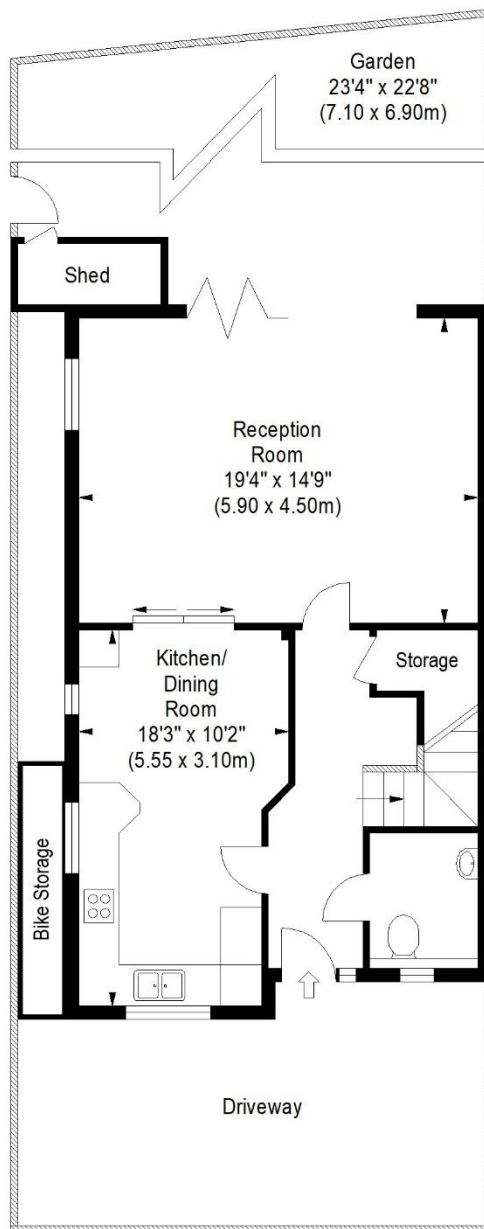 Garden
23'4" x 22'8"
(7.10 x 6.90m)
Shed
Reception
Room
19'4" x 14'9"
(5.90 x 4.50m)
Kitchen/
Dining
Room
18'3" x 10'2"
(5.55 x 3.10m)
Storage
Bike Storage
Driveway